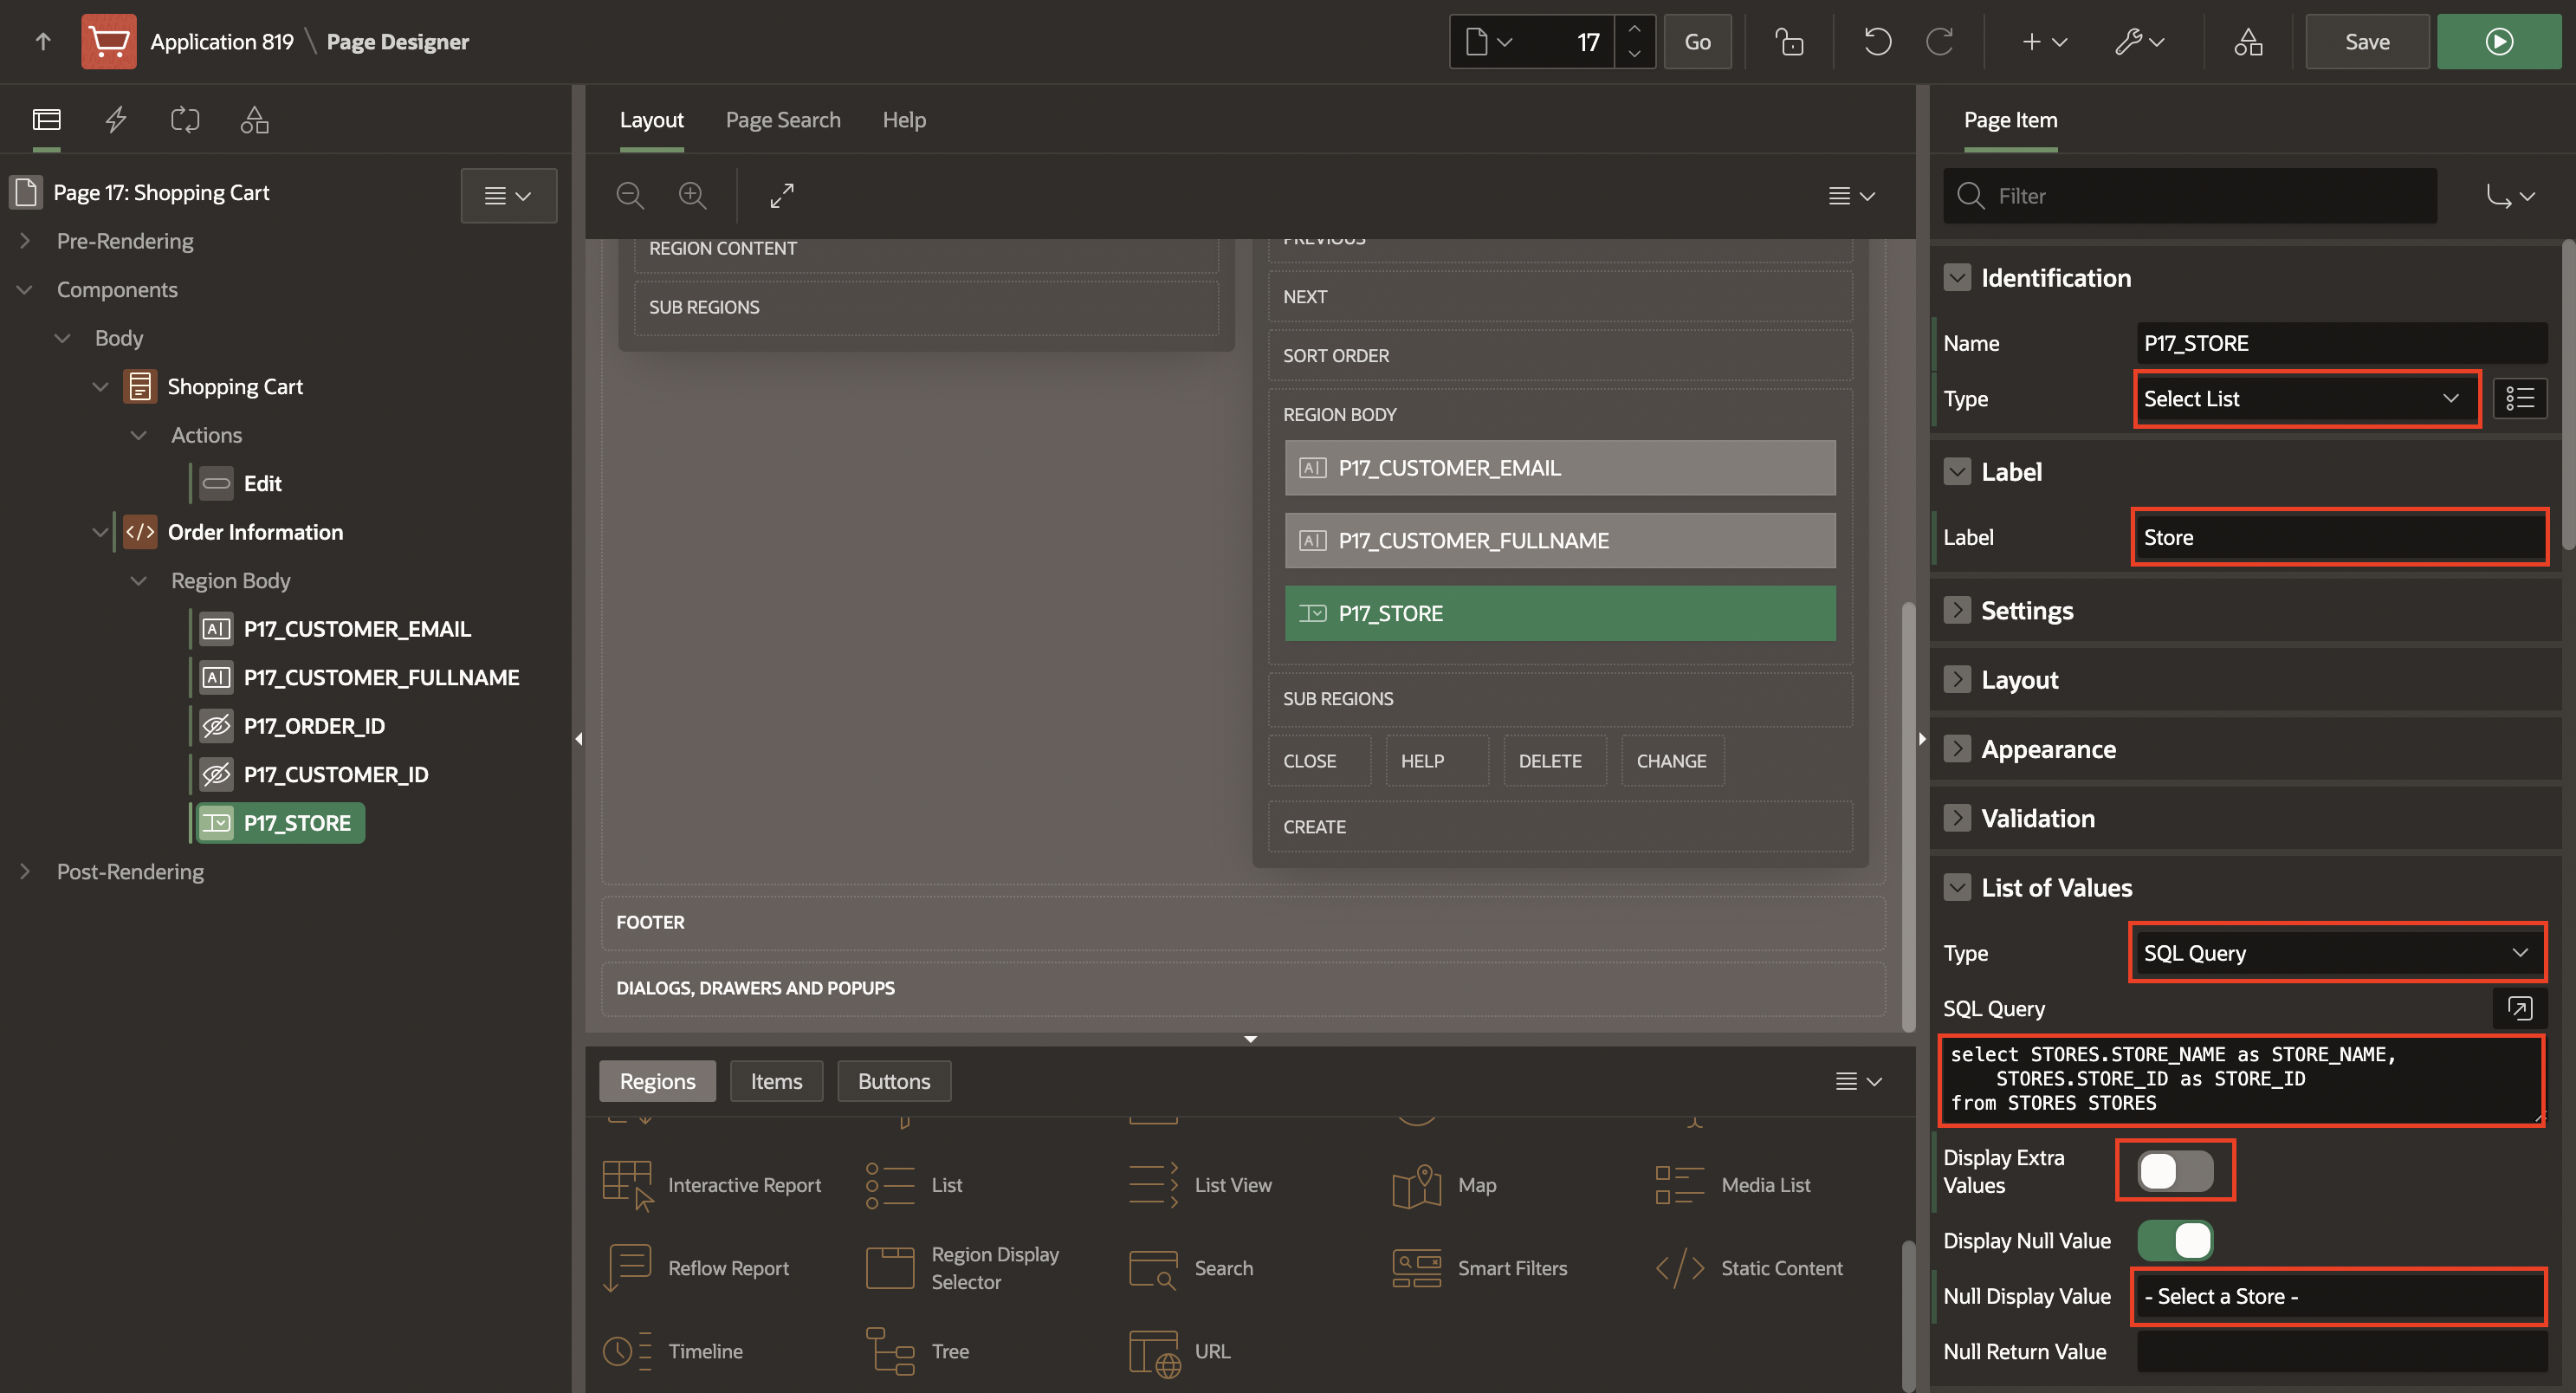 Application 819 \ Page Designer
17
Go
Save
Page 17: Shopping Cart
Pre-Rendering
Components
Body
Shopping Cart
Actions
Edit
Order Information
Region Body
P17_CUSTOMER_EMAIL
P17_CUSTOMER_FULLNAME
P17_ORDER_ID
P17_CUSTOMER_ID
P17_STORE
Post-Rendering
Layout
Page Search
Help
REGION CONTENT
SUB REGIONS
PREVIOUS
NEXT
SORT ORDER
REGION BODY
P17_CUSTOMER_EMAIL
P17_CUSTOMER_FULLNAME
P17_STORE
SUB REGIONS
CLOSE
HELP
DELETE
CHANGE
CREATE
FOOTER
DIALOGS, DRAWERS AND POPUPS
Regions
Items
Buttons
Interactive Report
List
List View
Map
Media List
Reflow Report
Region Display
Selector
Search
Smart Filters
Static Content
Timeline
Tree
URL
Page Item
Filter
Identification
Name
P17_STORE
Type
Select List
Label
Label
Store
Settings
Layout
Appearance
Validation
List of Values
Type
SQL Query
SQL Query
select STORES.STORE_NAME as STORE_NAME,
STORES.STORE_ID as STORE_ID
from STORES STORES
Display Extra
Values
Display Null Value
Null Display Value
- Select a Store -
Null Return Value